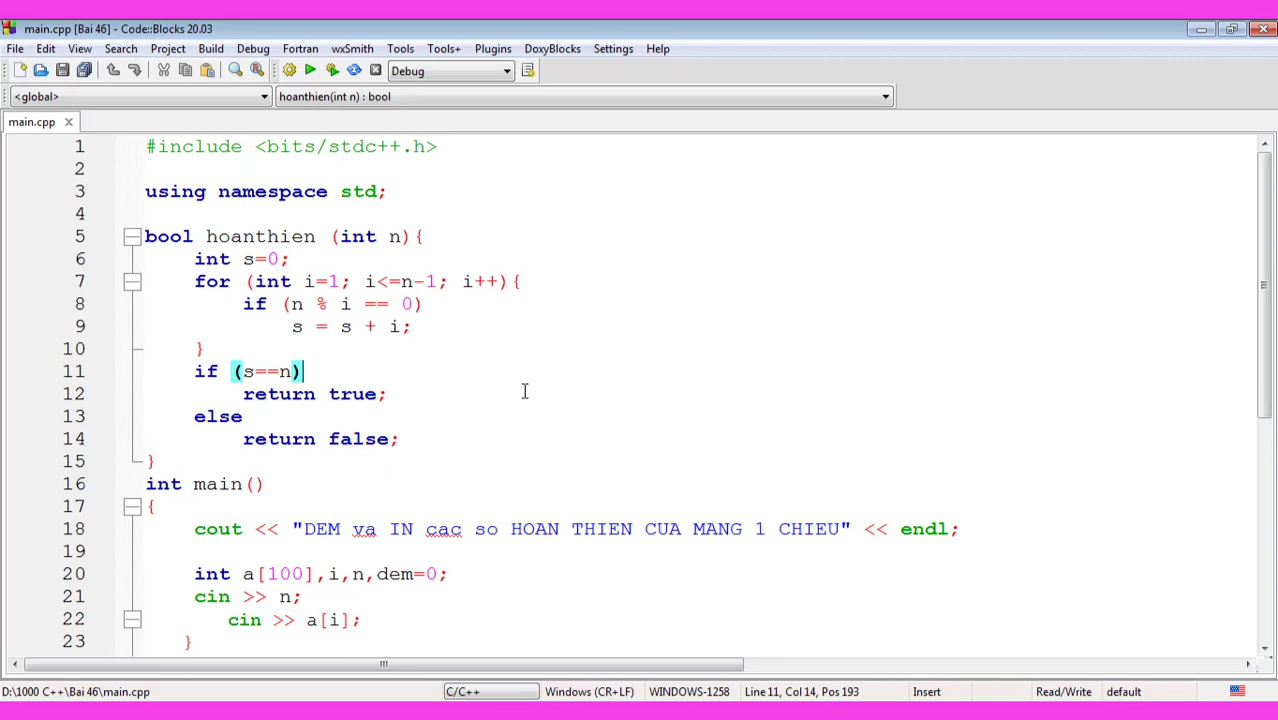 main.cpp [Bai 46] - Code::Blocks 20.03
File Edit View Search Project Build Debug Fortran wxSmith Tools Tools+ Plugins DoxyBlocks Settings Help
Debug
<global> hoanthien(int n) : bool
main.cpp
1 #include <bits/stdc++.h>
2
3 using namespace std;
4
5 bool hoanthien (int n){
6 int s=0;
7 for (int i=1; i<=n-1; i++){
8 if (n % i == 0)
9 s = s + i;
10 }
11 if (s==n)
12 return true;
13 else
14 return false;
15 }
16 int main()
17 {
18 cout << "DEM va IN cac so HOAN THIEN CUA MANG 1 CHIEU" << endl;
19
20 int a[100],i,n,dem=0;
21 cin >> n;
22 cin >> a[i];
23 }
D:\1000 C++\Bai 46\main.cpp C/C++ Windows (CR+LF) WINDOWS-1258 Line 11, Col 14, Pos 193 Insert Read/Write default